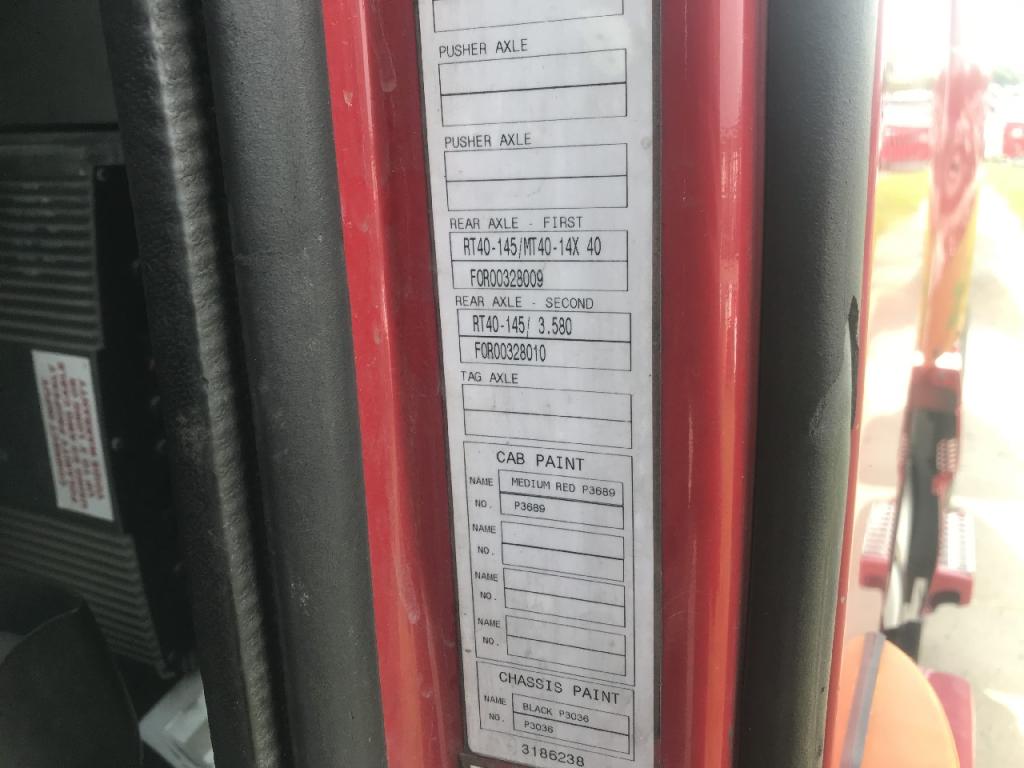 PUSHER AXLE
PUSHER AXLE
REAR AXLE - FIRST
RT40-145/MT40-14X 40
FOR00328009
REAR AXLE - SECOND
RT40-145/ 3.580
FOR00328010
TAG AXLE
CAB PAINT
NAME MEDIUM RED P3689
NO. P3689
NAME
NO.
NAME
NO.
NAME
NO.
CHASSIS PAINT
NAME BLACK P3036
NO. P3036
3186238